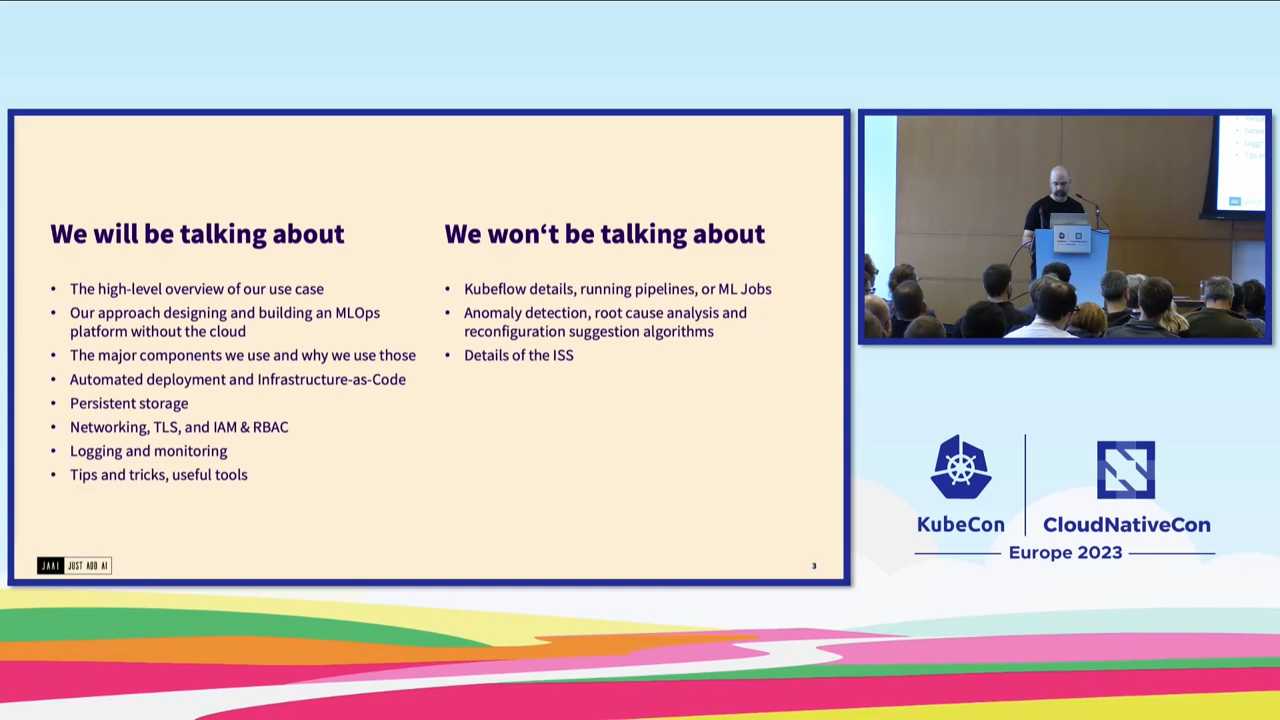 We will be talking about
• The high-level overview of our use case
• Our approach designing and building an MLOps
platform without the cloud
• The major components we use and why we use those
• Automated deployment and Infrastructure-as-Code
• Persistent storage
• Networking, TLS, and IAM & RBAC
• Logging and monitoring
• Tips and tricks, useful tools
We won‘t be talking about
• Kubeflow details, running pipelines, or ML Jobs
• Anomaly detection, root cause analysis and
reconfiguration suggestion algorithms
• Details of the ISS
JAAI JUST ADD AI
3
KubeCon
CloudNativeCon
Europe 2023